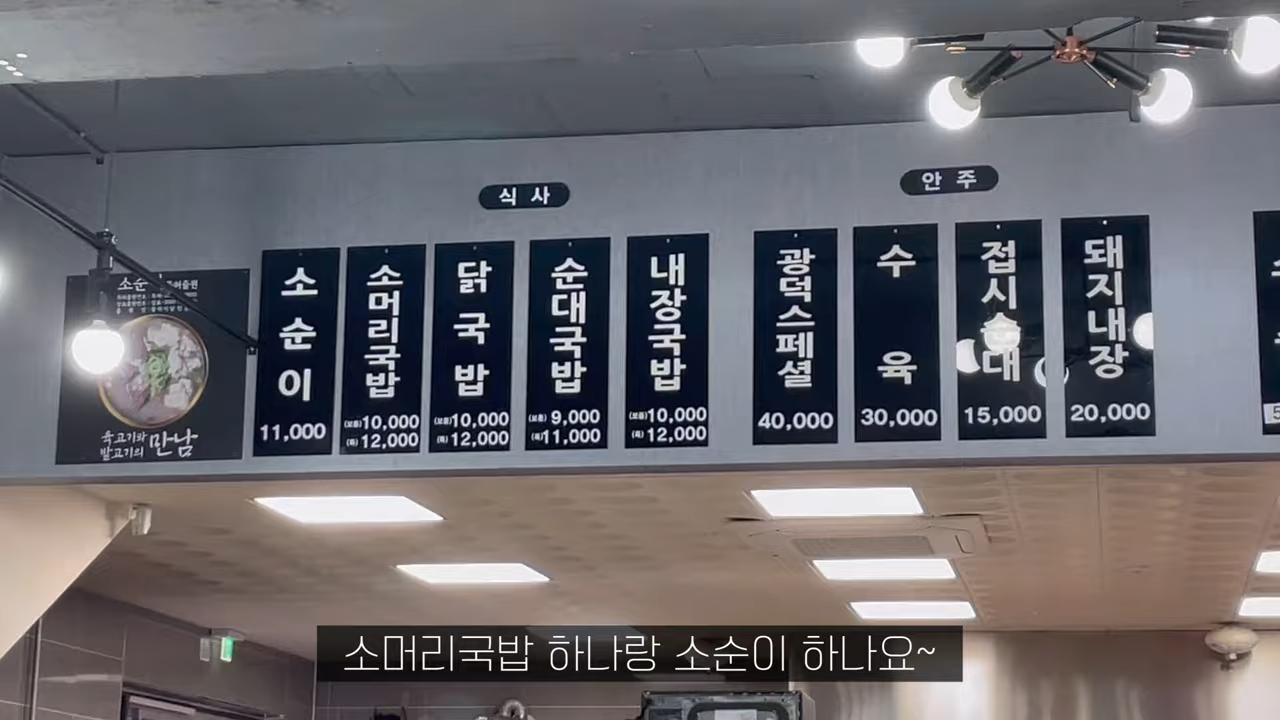 식사
안주
소순
육고기와
발고기의 만남
소순이
11,000
소머리국밥
(보통)10,000
(특)12,000
닭국밥
(보통)10,000
(특)12,000
순대국밥
(보통)9,000
(특)11,000
내장국밥
(보통)10,000
(특)12,000
광덕스페셜
40,000
수육
30,000
접시순대
15,000
돼지내장
20,000
소머리국밥 하나랑 소순이 하나요~